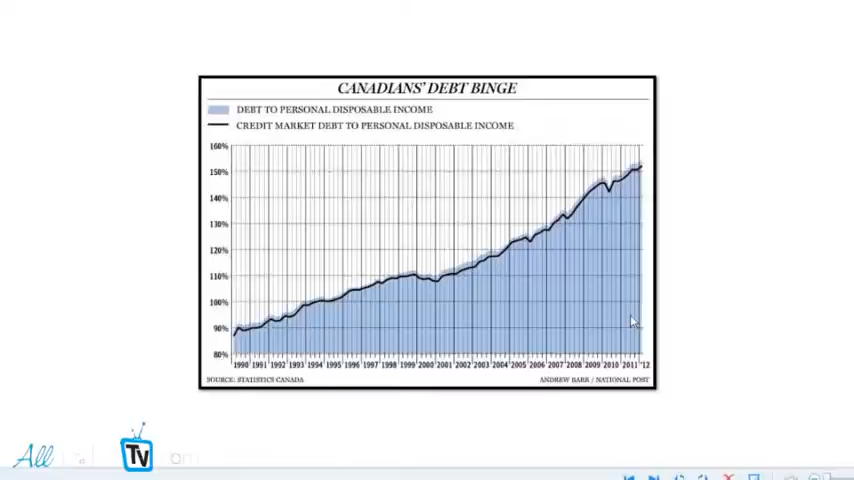 CANADIANS' DEBT BINGE
DEBT TO PERSONAL DISPOSABLE INCOME
CREDIT MARKET DEBT TO PERSONAL DISPOSABLE INCOME
160%
150%
140%
130%
120%
110%
100%
90%
80%
1990 1991 1992 1993 1994 1995 1996 1997 1998 1999 2000 2001 2002 2003 2004 2005 2006 2007 2008 2009 2010 2011 '12
SOURCE: STATISTICS CANADA
ANDREW BARR / NATIONAL POST
All
TV
om